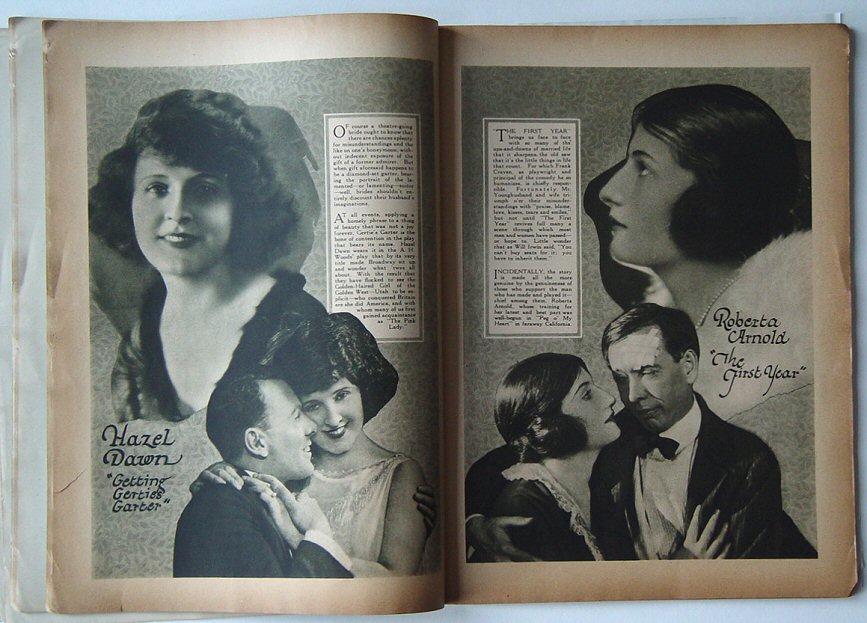 OF course a theatre-going
bride ought to know that
there are chances aplenty
for misunderstandings and the
like on one's honeymoon, with-
out indecent exposure of the
gift of a former admirer. But
when gift aforesaid happens to
be a diamond-set garter, bear-
ing the portrait of the la-
mented—or lamenting—suitor
—well, brides shouldn't en-
tirely discount their husband's
imaginations.
AT all events, applying a
homely phrase to a thing
of beauty that was not a joy
forever, Gertie's Garter is the
bone of contention in the play
that bears its name. Hazel
Dawn wears it in the A. H.
Woods' play that by its very
title made Broadway sit up
and wonder what 'twas all
about. With the result that
they have flocked to see the
Golden-Haired Girl of the
Golden West—Utah to be ex-
plicit—who conquered Britain
ere she did America, and with
whom many of us first
gained acquaintance
as "The Pink
Lady."
Hazel
Dawn
"Getting
Gertie's
Garter"
"THE FIRST YEAR"
brings us face to face
with so many of the
ups-and-downs of married life
that it sharpens the old saw
that it's the little things in life
that count. For which Frank
Craven, as playwright and
principal of the comedy he so
humanizes, is chiefly respon-
sible. Fortunately Mr.
Younghusband and wife tri-
umph o'er their misunder-
standings with "praise, blame,
love, kisses, tears and smiles,"
but not until "The First
Year" revives full many a
scene through which most
men and women have passed—
or hope to. Little wonder
that as Will Irwin said, "You
can't buy seats for it; you
have to inherit them."
INCIDENTALLY, the story
is made all the more
genuine by the genuineness of
those who support the man
who has made and played it—
chief among them, Roberta
Arnold, whose training for
her latest and best part was
well-begun in "Peg o' My
Heart" in faraway California.
Roberta
Arnold
"The
First Year"